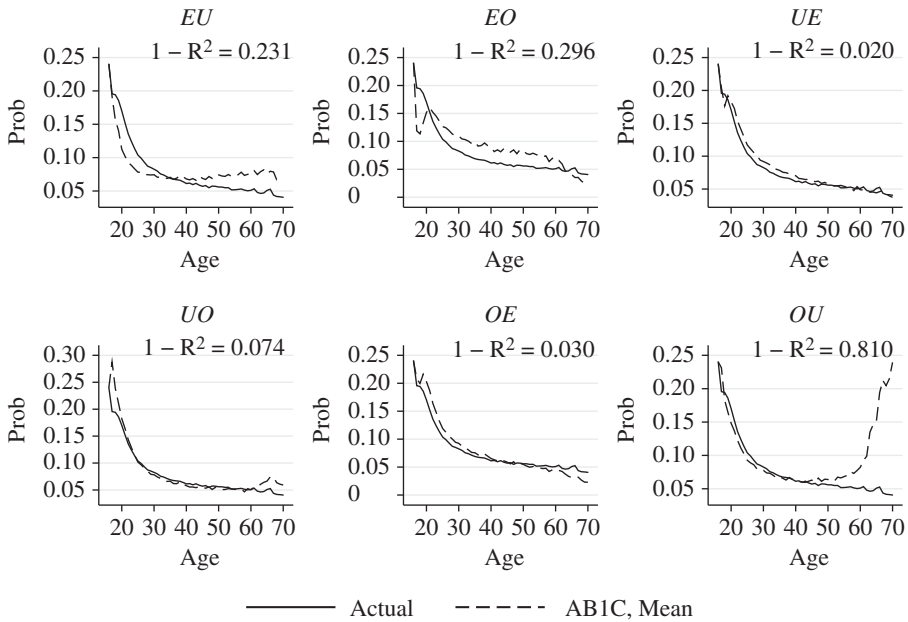 EU
1 – R² = 0.231
Prob
0.25
0.20
0.15
0.10
0.05
20 30 40 50 60 70
Age
EO
1 – R² = 0.296
Prob
0.25
0.20
0.15
0.10
0.05
0
20 30 40 50 60 70
Age
UE
1 – R² = 0.020
Prob
0.25
0.20
0.15
0.10
0.05
20 30 40 50 60 70
Age
UO
1 – R² = 0.074
Prob
0.30
0.25
0.20
0.15
0.10
0.05
20 30 40 50 60 70
Age
OE
1 – R² = 0.030
Prob
0.25
0.20
0.15
0.10
0.05
0
20 30 40 50 60 70
Age
OU
1 – R² = 0.810
Prob
0.25
0.20
0.15
0.10
0.05
20 30 40 50 60 70
Age
Actual AB1C, Mean